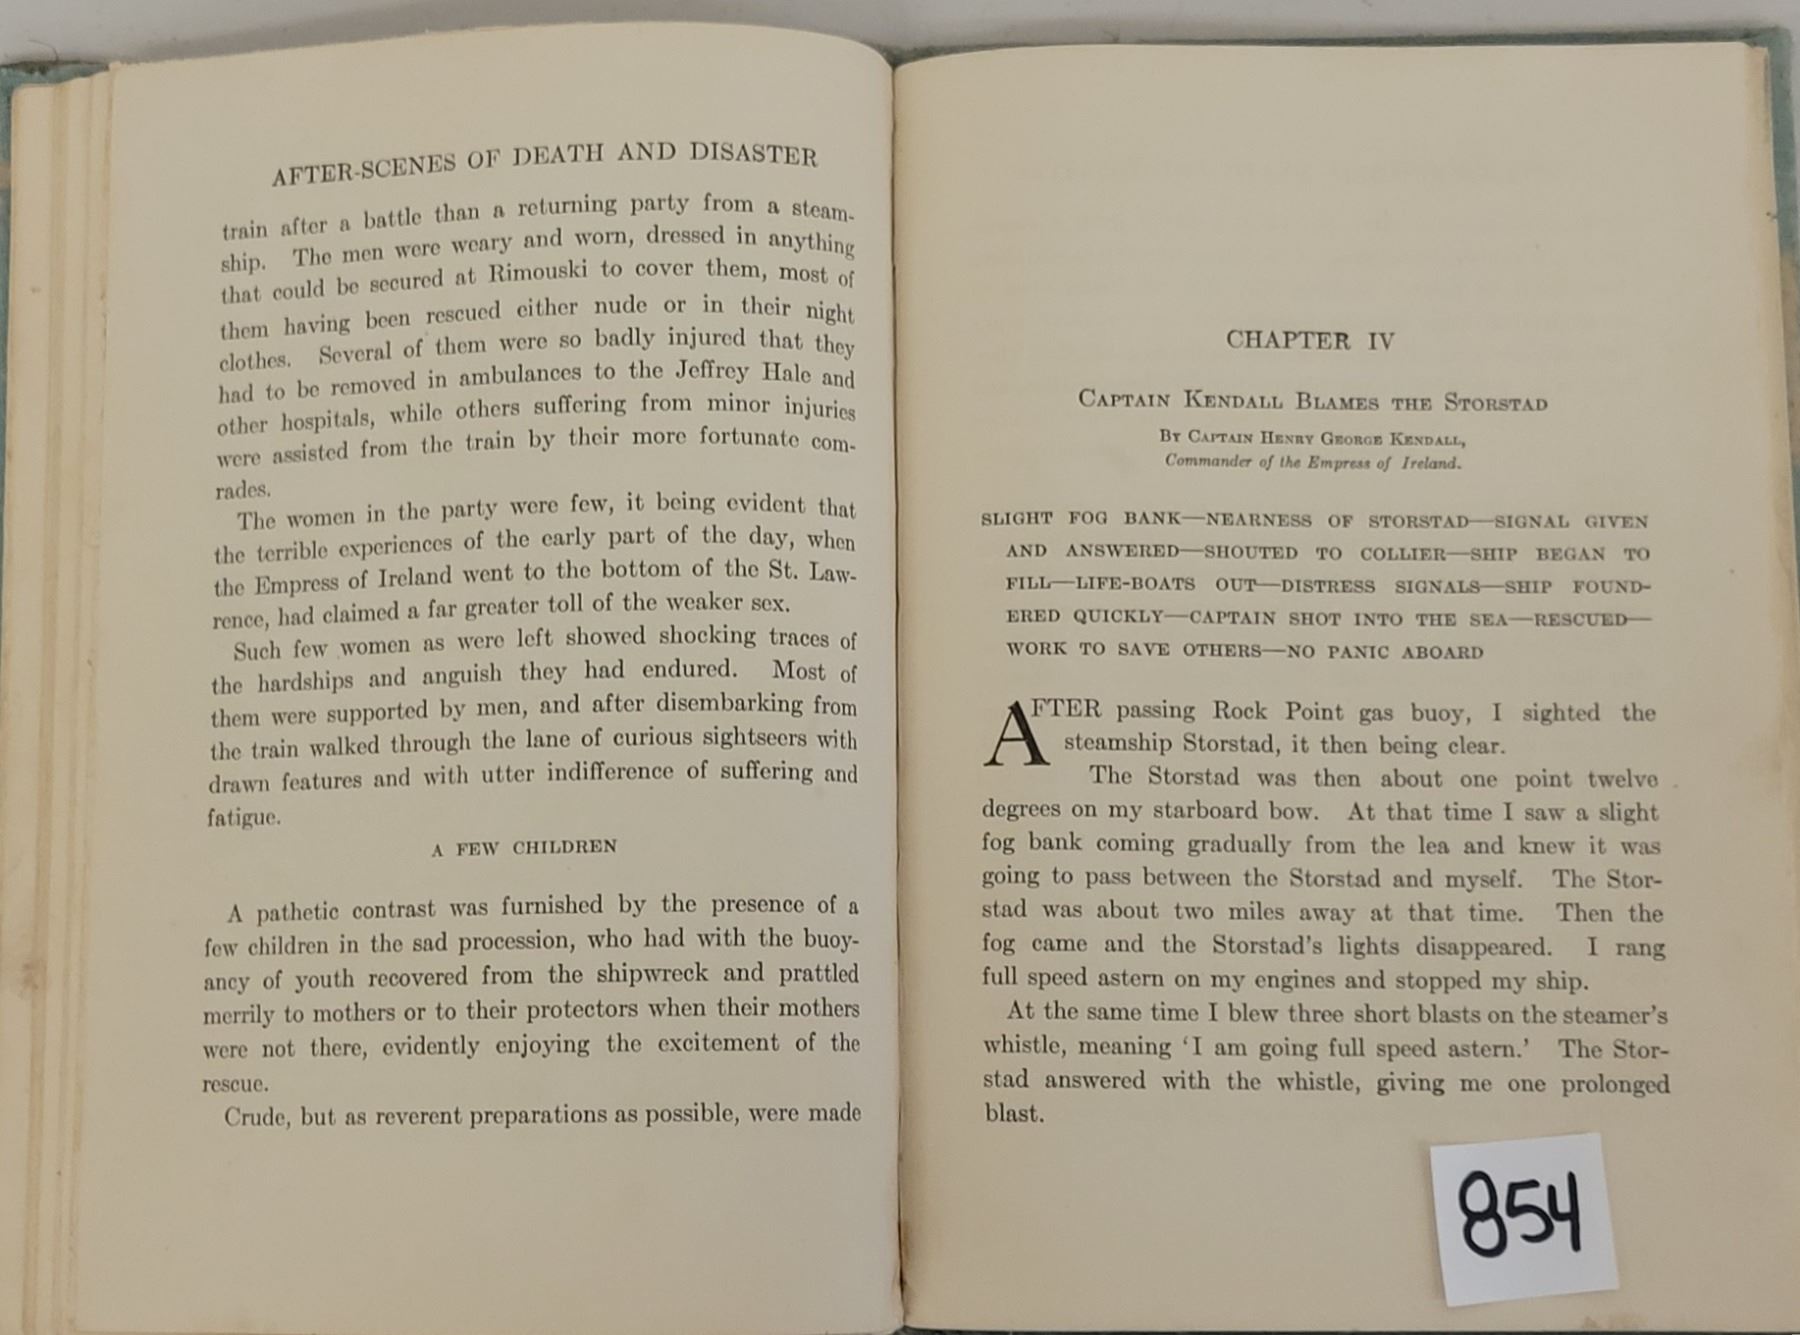 AFTER-SCENES OF DEATH AND DISASTER
train after a battle than a returning party from a steam-
ship. The men were weary and worn, dressed in anything
that could be secured at Rimouski to cover them, most of
them having been rescued either nude or in their night
clothes. Several of them were so badly injured that they
had to be removed in ambulances to the Jeffrey Hale and
other hospitals, while others suffering from minor injuries
were assisted from the train by their more fortunate com-
rades.
The women in the party were few, it being evident that
the terrible experiences of the early part of the day, when
the Empress of Ireland went to the bottom of the St. Law-
rence, had claimed a far greater toll of the weaker sex.
Such few women as were left showed shocking traces of
the hardships and anguish they had endured. Most of
them were supported by men, and after disembarking from
the train walked through the lane of curious sightseers with
drawn features and with utter indifference of suffering and
fatigue.
A FEW CHILDREN
A pathetic contrast was furnished by the presence of a
few children in the sad procession, who had with the buoy-
ancy of youth recovered from the shipwreck and prattled
merrily to mothers or to their protectors when their mothers
were not there, evidently enjoying the excitement of the
rescue.
Crude, but as reverent preparations as possible, were made
CHAPTER IV
CAPTAIN KENDALL BLAMES THE STORSTAD
BY CAPTAIN HENRY GEORGE KENDALL,
Commander of the Empress of Ireland.
SLIGHT FOG BANK—NEARNESS OF STORSTAD—SIGNAL GIVEN
AND ANSWERED—SHOUTED TO COLLIER—SHIP BEGAN TO
FILL—LIFE-BOATS OUT—DISTRESS SIGNALS—SHIP FOUND-
ERED QUICKLY—CAPTAIN SHOT INTO THE SEA—RESCUED—
WORK TO SAVE OTHERS—NO PANIC ABOARD
AFTER passing Rock Point gas buoy, I sighted the
steamship Storstad, it then being clear.
The Storstad was then about one point twelve
degrees on my starboard bow. At that time I saw a slight
fog bank coming gradually from the lea and knew it was
going to pass between the Storstad and myself. The Stor-
stad was about two miles away at that time. Then the
fog came and the Storstad's lights disappeared. I rang
full speed astern on my engines and stopped my ship.
At the same time I blew three short blasts on the steamer's
whistle, meaning 'I am going full speed astern.' The Stor-
stad answered with the whistle, giving me one prolonged
blast.
854